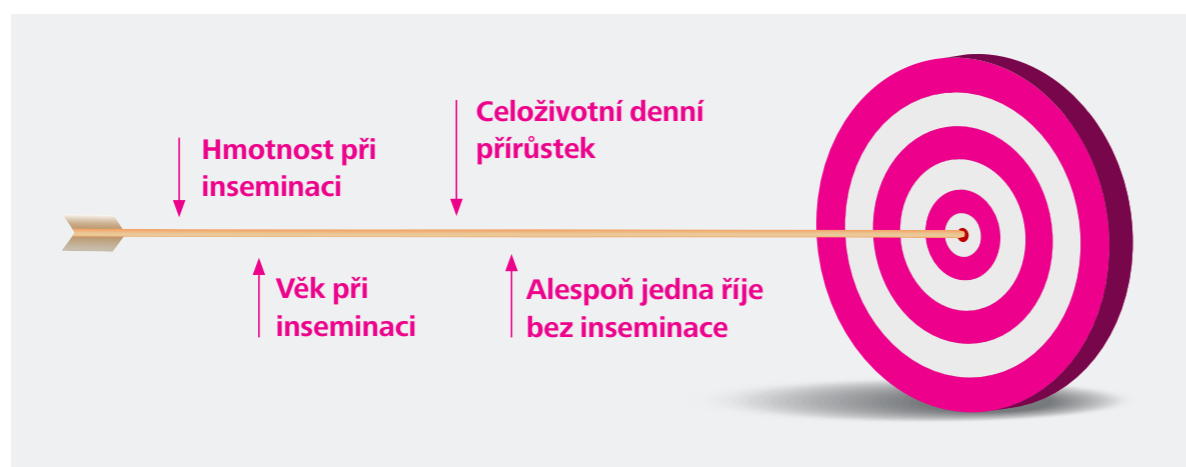 Hmotnost při
inseminaci
Věk při
inseminaci
Celoživotní denní
přírůstek
Alespoň jedna říje
bez inseminace